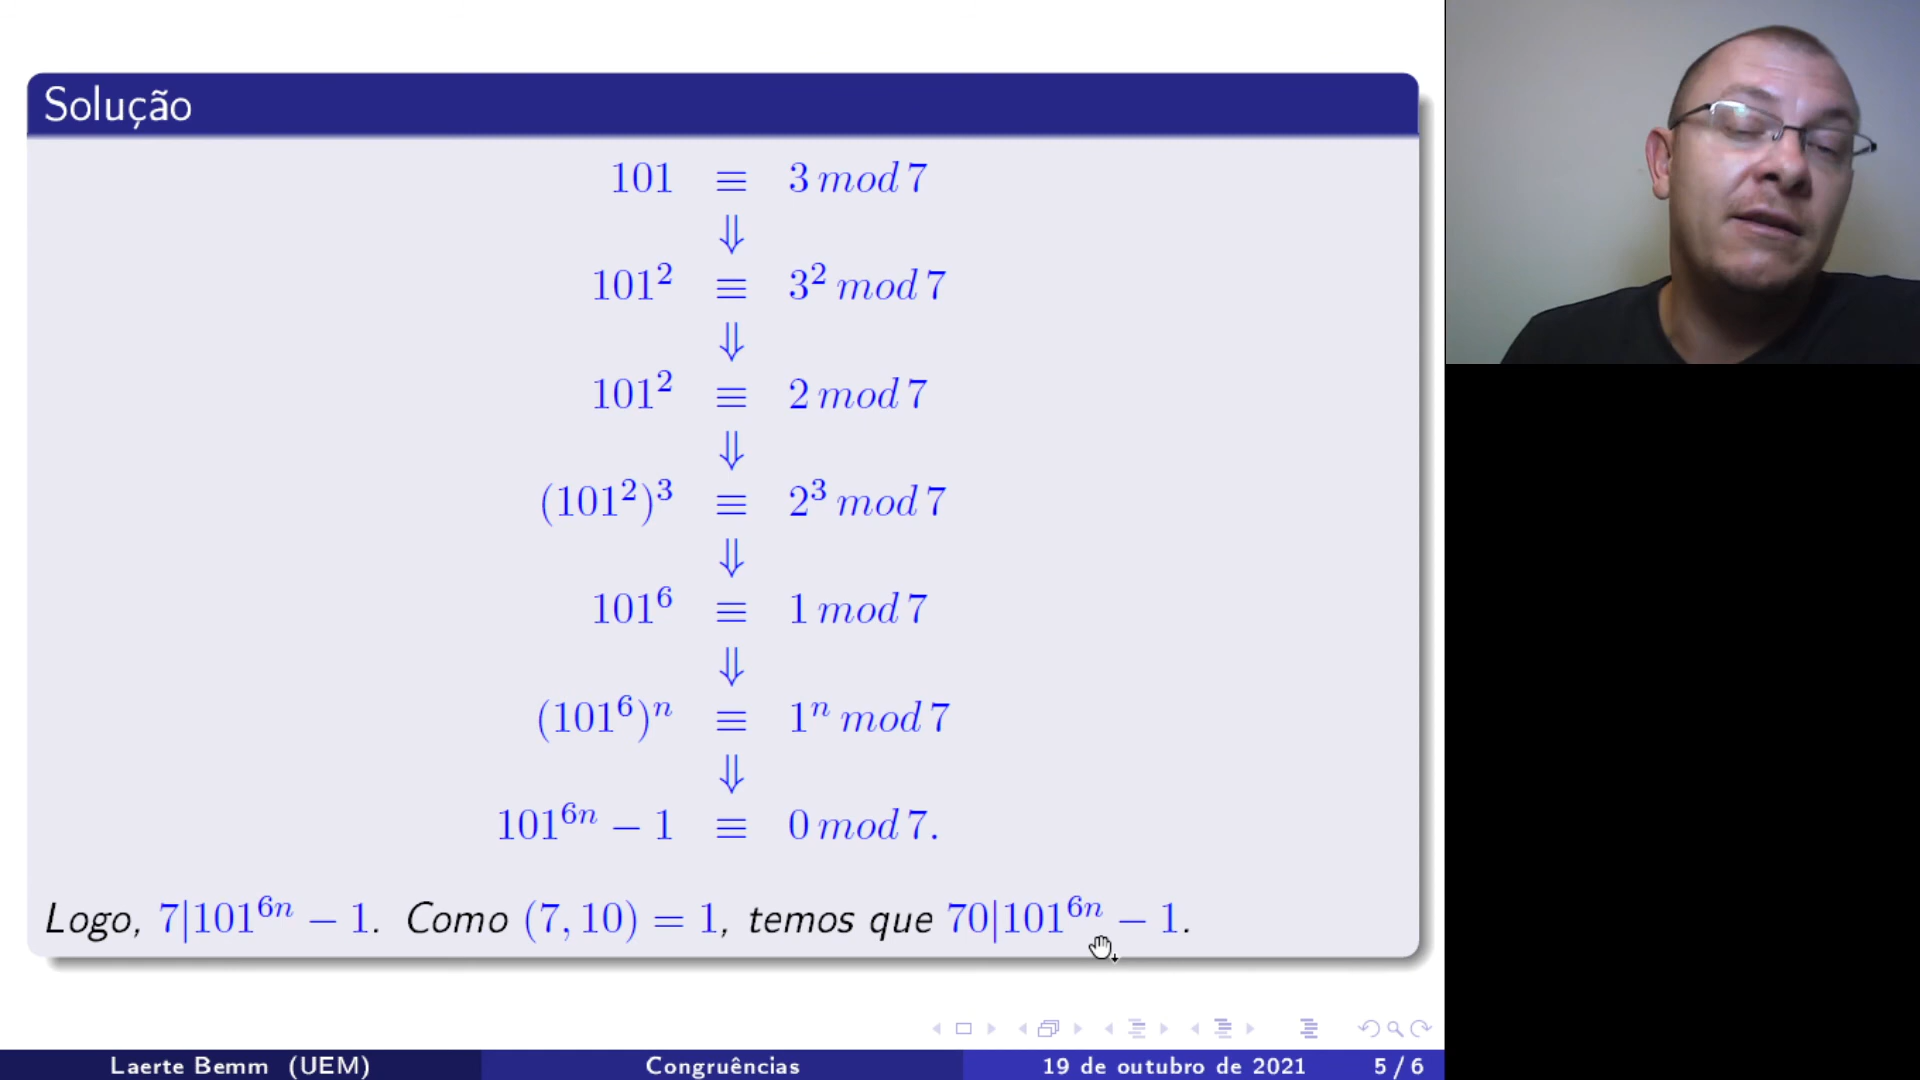 Solução
101 ≡ 3 mod 7
⇓
101² ≡ 3² mod 7
⇓
101² ≡ 2 mod 7
⇓
(101²)³ ≡ 2³ mod 7
⇓
101⁶ ≡ 1 mod 7
⇓
(101⁶)ⁿ ≡ 1ⁿ mod 7
⇓
101⁶ⁿ − 1 ≡ 0 mod 7.
Logo, 7|101⁶ⁿ − 1. Como (7, 10) = 1, temos que 70|101⁶ⁿ − 1.
Laerte Bemm (UEM) Congruências 19 de outubro de 2021 5 / 6